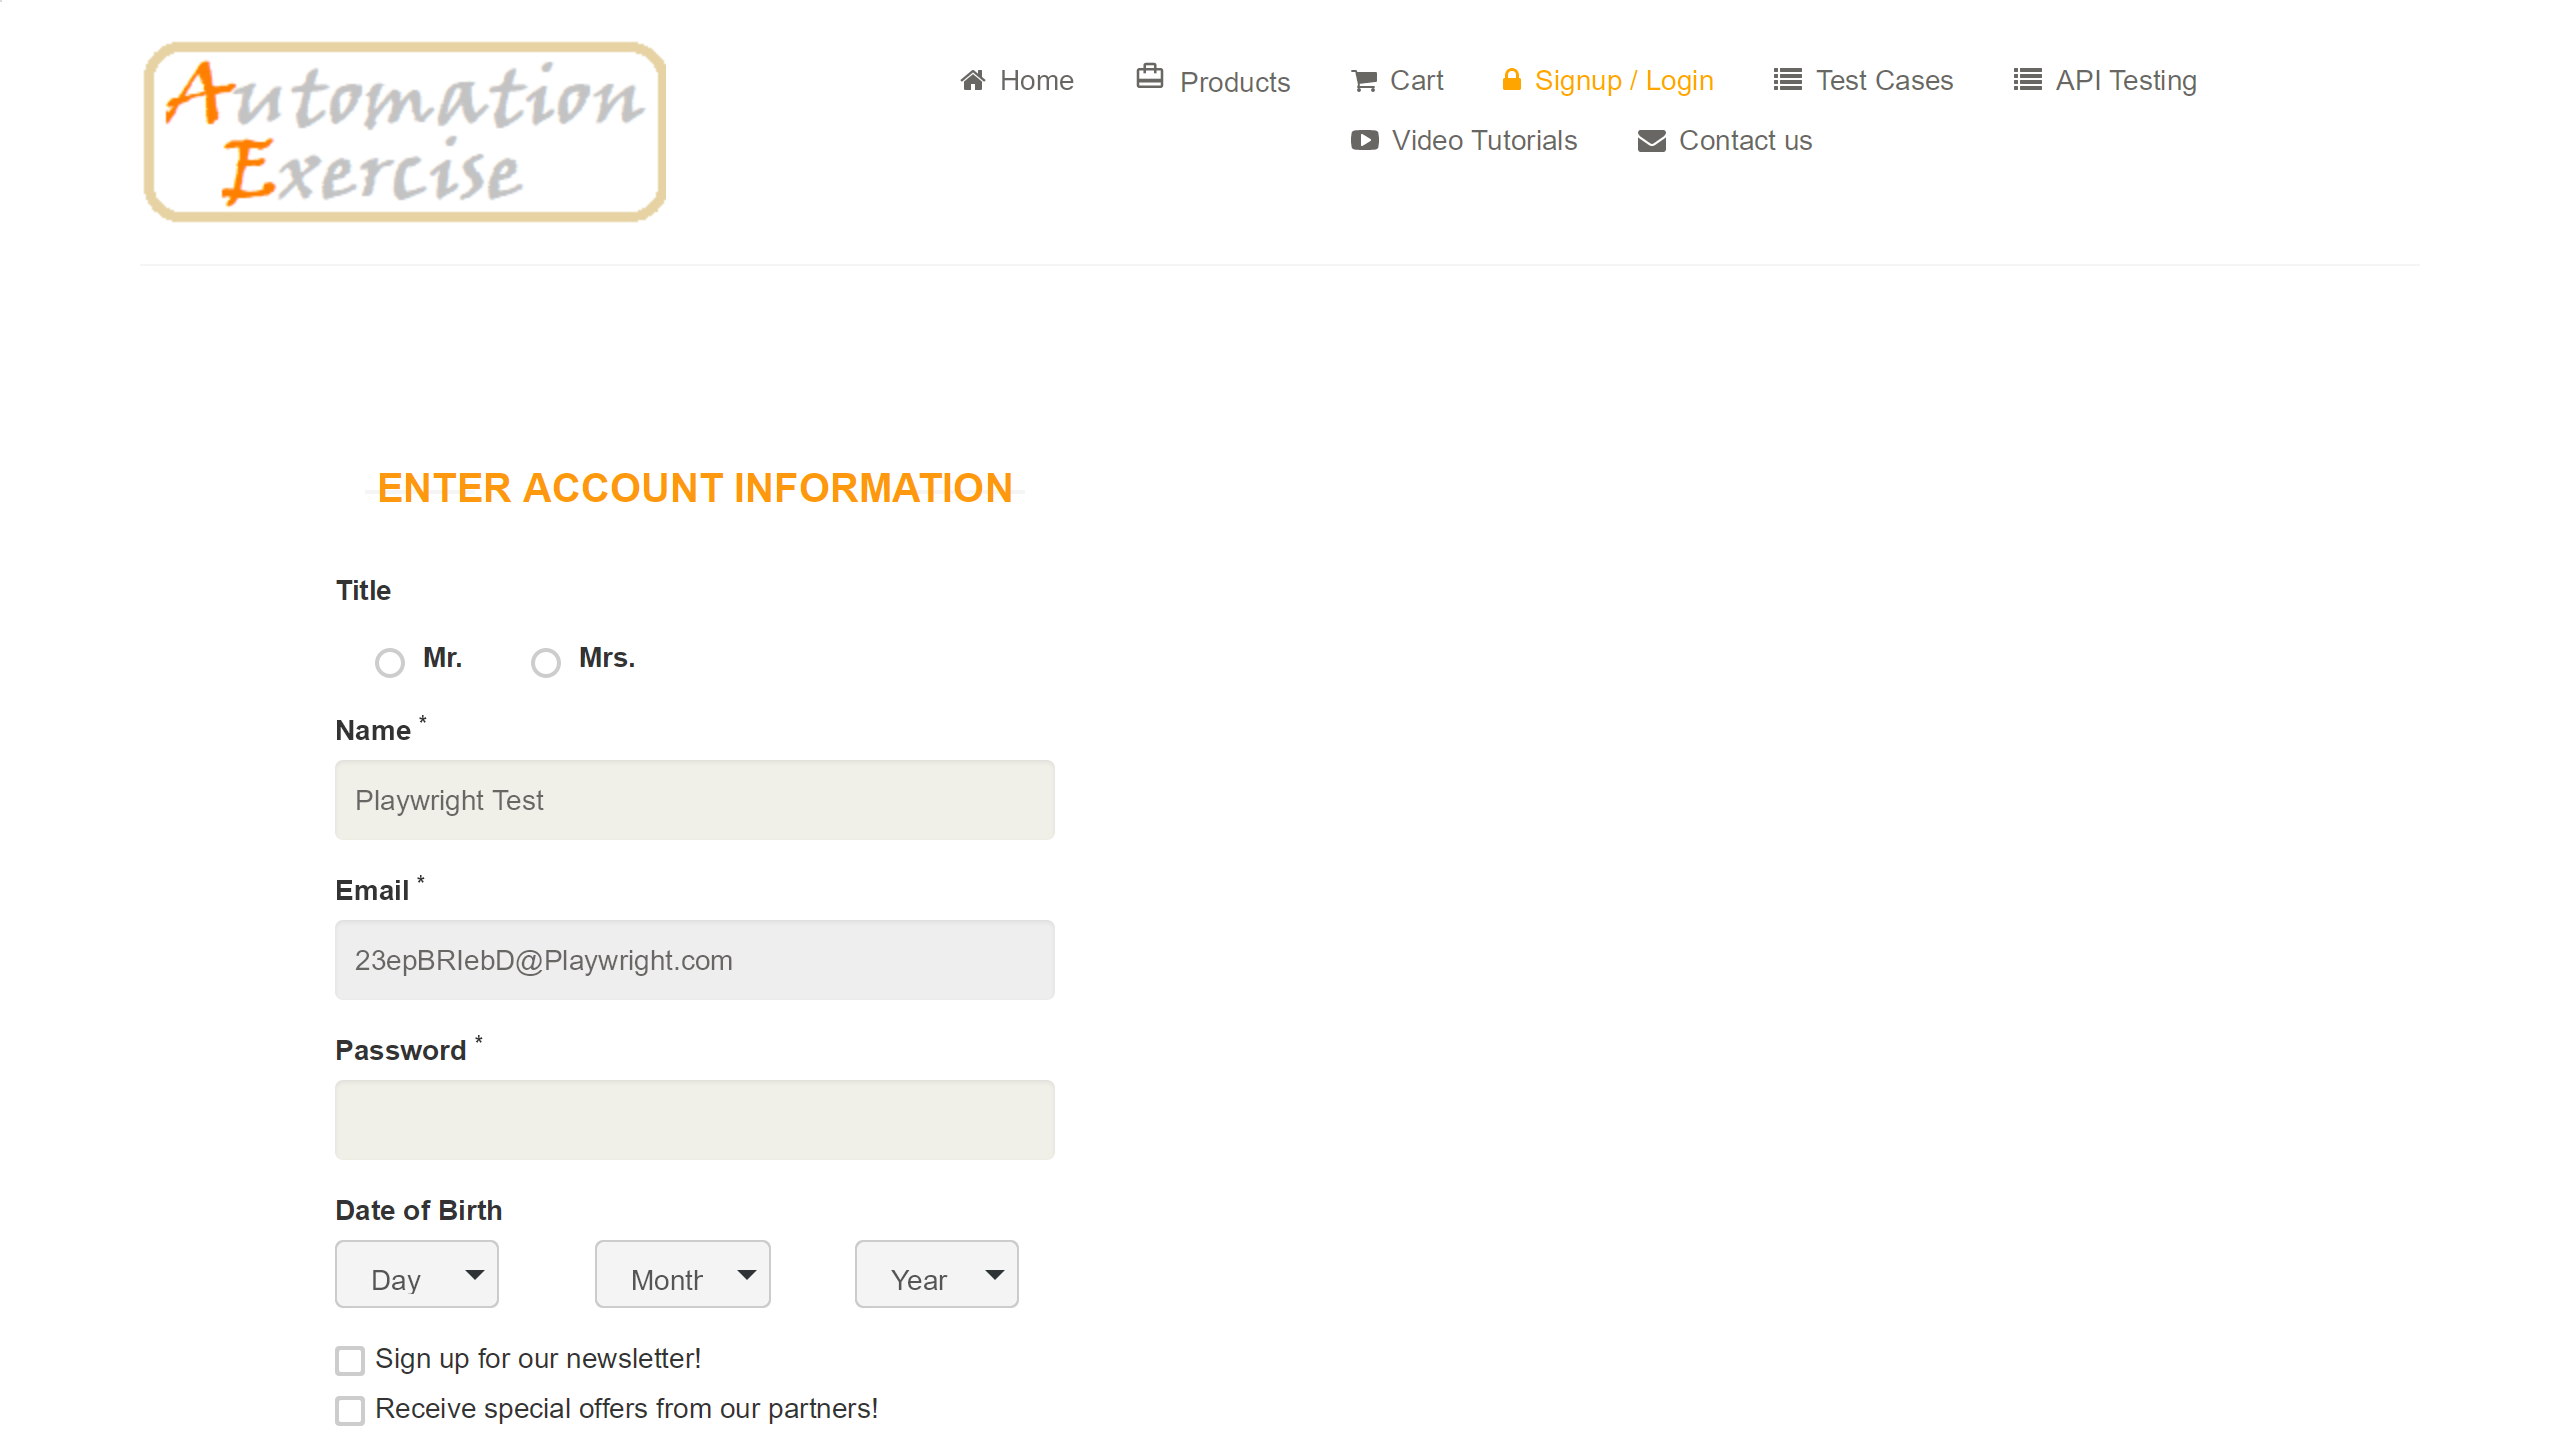 Automation
Exercise
Home
Products
Cart
Signup / Login
Test Cases
API Testing
Video Tutorials
Contact us
ENTER ACCOUNT INFORMATION
Title
Mr.
Mrs.
Name *
Playwright Test
Email *
23epBRIebD@Playwright.com
Password *
Date of Birth
Day
Month
Year
Sign up for our newsletter!
Receive special offers from our partners!